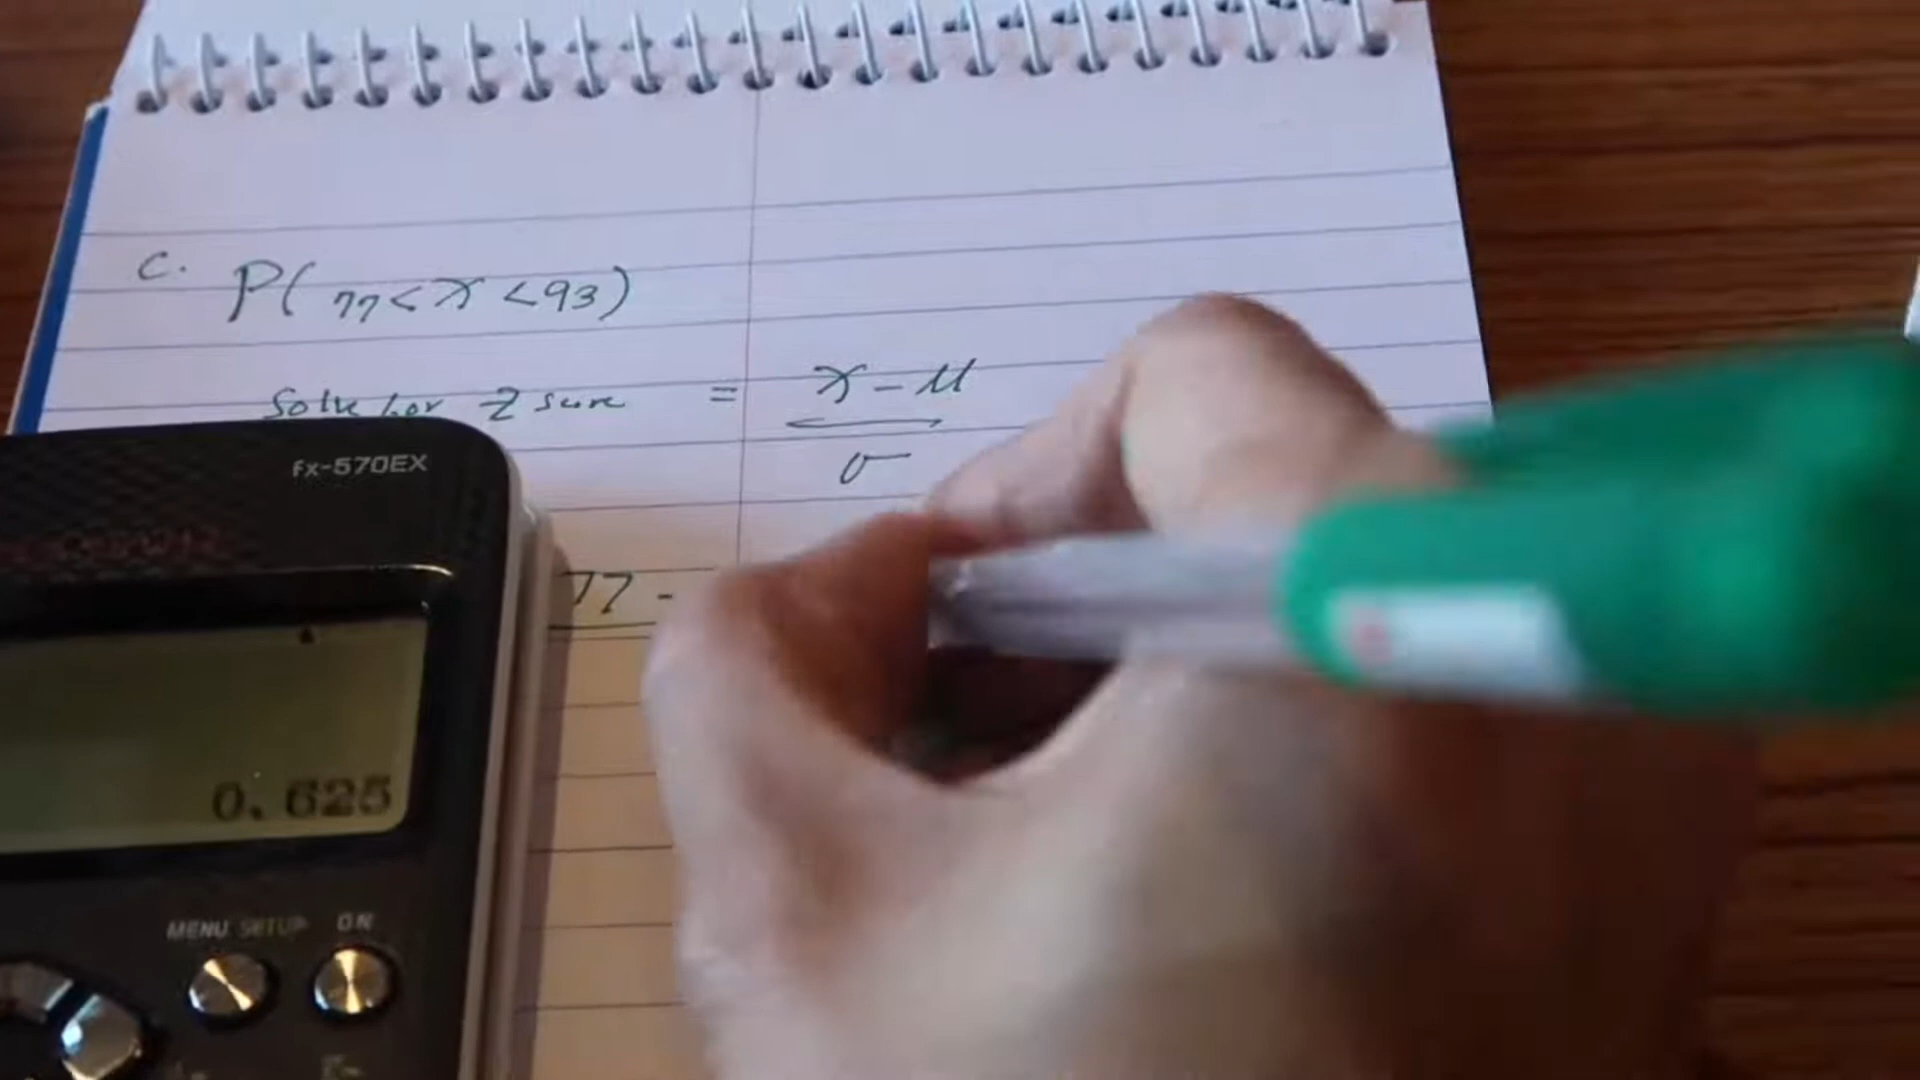 C. P( 77 < X < 93 )
Solve for Z score = X - μ
σ
fx-570EX
77 -
0.625
MENU SETUP ON